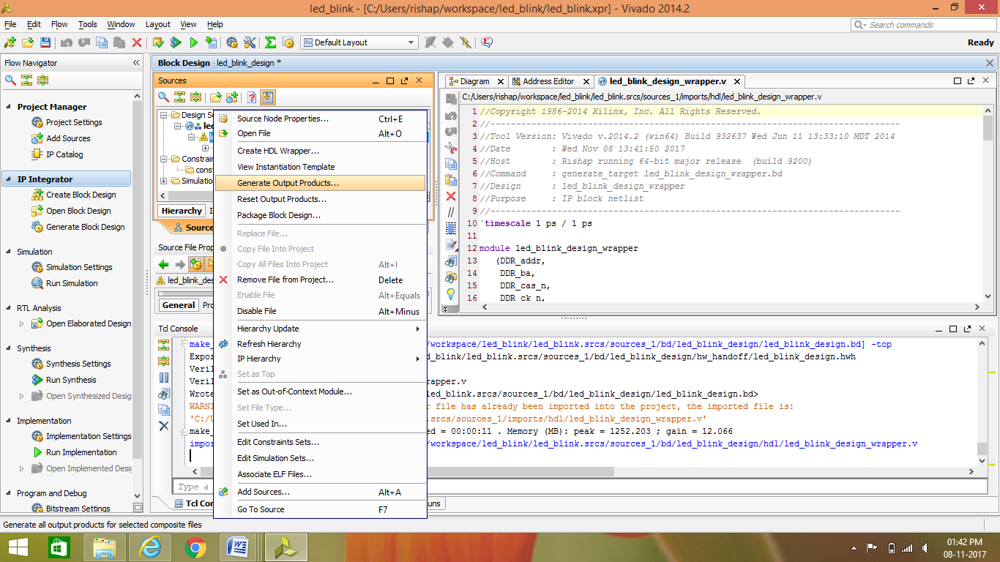 led_blink - [C:/Users/rishap/workspace/led_blink/led_blink.xpr] - Vivado 2014.2
File Edit Flow Tools Window Layout View Help
Search commands
Default Layout
Ready
Flow Navigator
Project Manager
Project Settings
Add Sources
IP Catalog
IP Integrator
Create Block Design
Open Block Design
Generate Block Design
Simulation
Simulation Settings
Run Simulation
RTL Analysis
Open Elaborated Design
Synthesis
Synthesis Settings
Run Synthesis
Open Synthesized Desig
Implementation
Implementation Settings
Run Implementation
Open Implemented Desig
Program and Debug
Bitstream Settings
Block Design - led_blink_design *
Sources
Design S
le
Constrain
const
Simulation
Hierarchy
Source
Source File Prop
led_blink_des
General
Source Node Properties... Ctrl+E
Open File Alt+O
Create HDL Wrapper...
View Instantiation Template
Generate Output Products...
Reset Output Products...
Package Block Design...
Replace File...
Copy File Into Project
Copy All Files Into Project Alt+I
Remove File from Project... Delete
Enable File Alt+Equals
Disable File Alt+Minus
Hierarchy Update
Refresh Hierarchy
IP Hierarchy
Set as Top
Set as Out-of-Context Module...
Set File Type...
Set Used In...
Edit Constraints Sets...
Edit Simulation Sets...
Associate ELF Files...
Add Sources... Alt+A
Go To Source F7
Diagram Address Editor led_blink_design_wrapper.v
C:/Users/rishap/workspace/led_blink/led_blink.srcs/sources_1/imports/hdl/led_blink_design_wrapper.v
1 //Copyright 1986-2014 Xilinx, Inc. All Rights Reserved.
2 //--------------------------------------------------------------------------------
3 //Tool Version: Vivado v.2014.2 (win64) Build 932637 Wed Jun 11 13:33:10 MDT 2014
4 //Date : Wed Nov 08 13:41:50 2017
5 //Host : Rishap running 64-bit major release (build 9200)
6 //Command : generate_target led_blink_design_wrapper.bd
7 //Design : led_blink_design_wrapper
8 //Purpose : IP block netlist
9 //--------------------------------------------------------------------------------
10 `timescale 1 ps / 1 ps
11
12 module led_blink_design_wrapper
13 (DDR_addr,
14 DDR_ba,
15 DDR_cas_n,
16 DDR_ck_n,
Tcl Console
make_ /workspace/led_blink/led_blink.srcs/sources_1/bd/led_blink_design/led_blink_design.bd] -top
Expor d_blink/led_blink.srcs/sources_1/bd/led_blink_design/hw_handoff/led_blink_design.hwh
Veril
Veril rapper.v
Wrote led_blink.srcs/sources_1/bd/led_blink_design/led_blink_design.bd>
WARNI r file has already been imported into the project, the imported file is:
'C:/U .srcs/sources_1/imports/hdl/led_blink_design_wrapper.v'
make_ ed = 00:00:11 . Memory (MB): peak = 1252.203 ; gain = 12.066
impor /workspace/led_blink/led_blink.srcs/sources_1/bd/led_blink_design/hdl/led_blink_design_wrapper.v
Type a
Tcl Con uns
Generate all output products for selected composite files
01:42 PM
08-11-2017